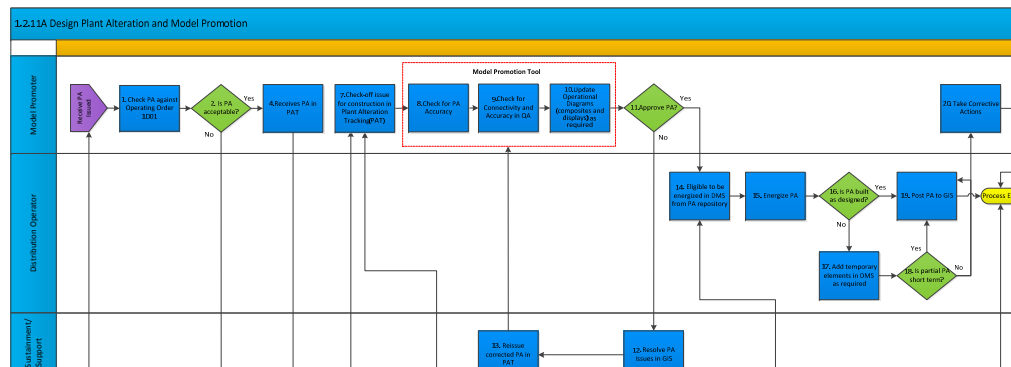 1.2.11A Design Plant Alteration and Model Promotion
Model Promoter
Receive PA
Issued
1. Check PA against
Operating Order
1D01
2. Is PA
acceptable?
Yes
No
4.Receives PA in
PAT
7.Check-off issue
for construction in
Plant Alteration
Tracking(PAT)
Model Promotion Tool
8.Check for PA
Accuracy
9.Check for
Connectivity and
Accuracy in QA
10.Update
Operational
Diagrams
(composites and
displays)as
required
11.Approve PA?
Yes
No
20. Take Corrective
Actions
Distribution Operator
14. Eligible to be
energized in DMS
from PA repository
15. Energize PA
16. Is PA built
as designed?
Yes
No
19. Post PA to GIS
Process E
17. Add temporary
elements in DMS
as required
18. Is partial PA
short term?
Yes
No
Sustainment/
Support
13. Reissue
corrected PA in
PAT
12. Resolve PA
Issues in GIS